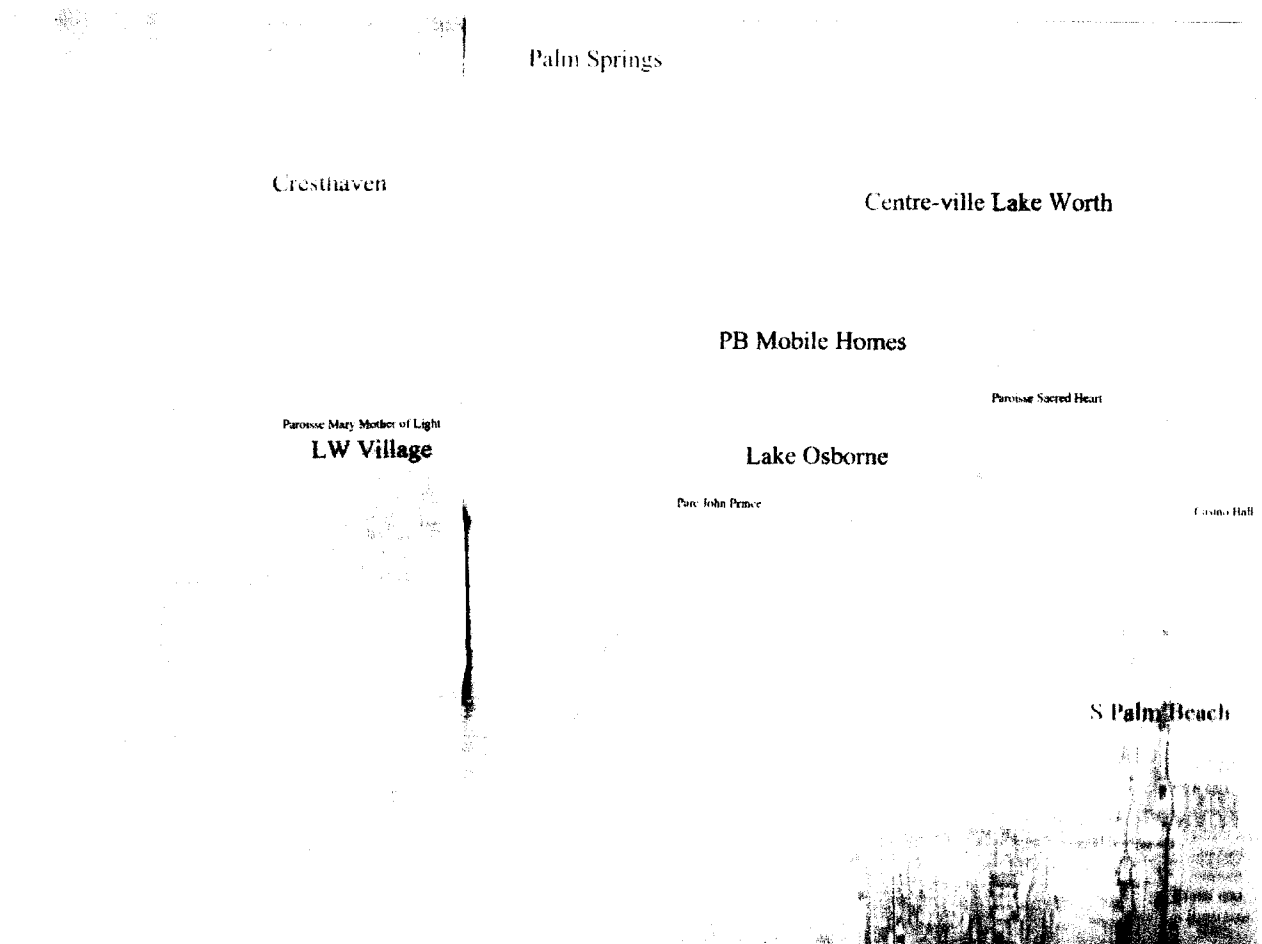 Palm Springs
Cresthaven
Centre-ville Lake Worth
PB Mobile Homes
Paroisse Sacred Heart
Paroisse Mary Mother of Light
LW Village
Lake Osborne
Parc John Prince
Casino Hall
S Palm Beach